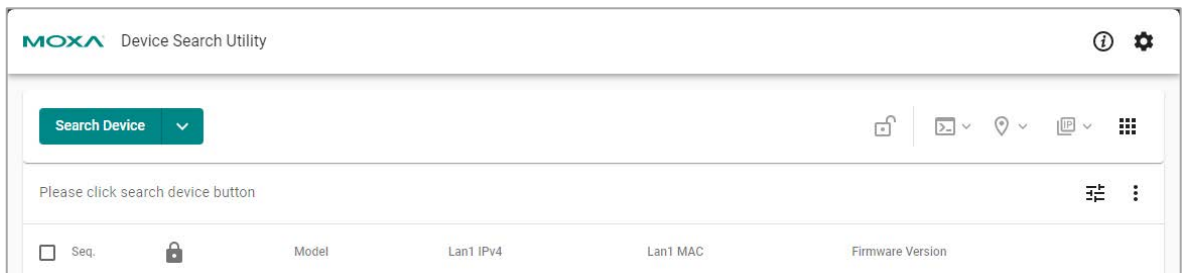 MOXA Device Search Utility
Search Device
IP
Please click search device button
Seq. Model Lan1 IPv4 Lan1 MAC Firmware Version